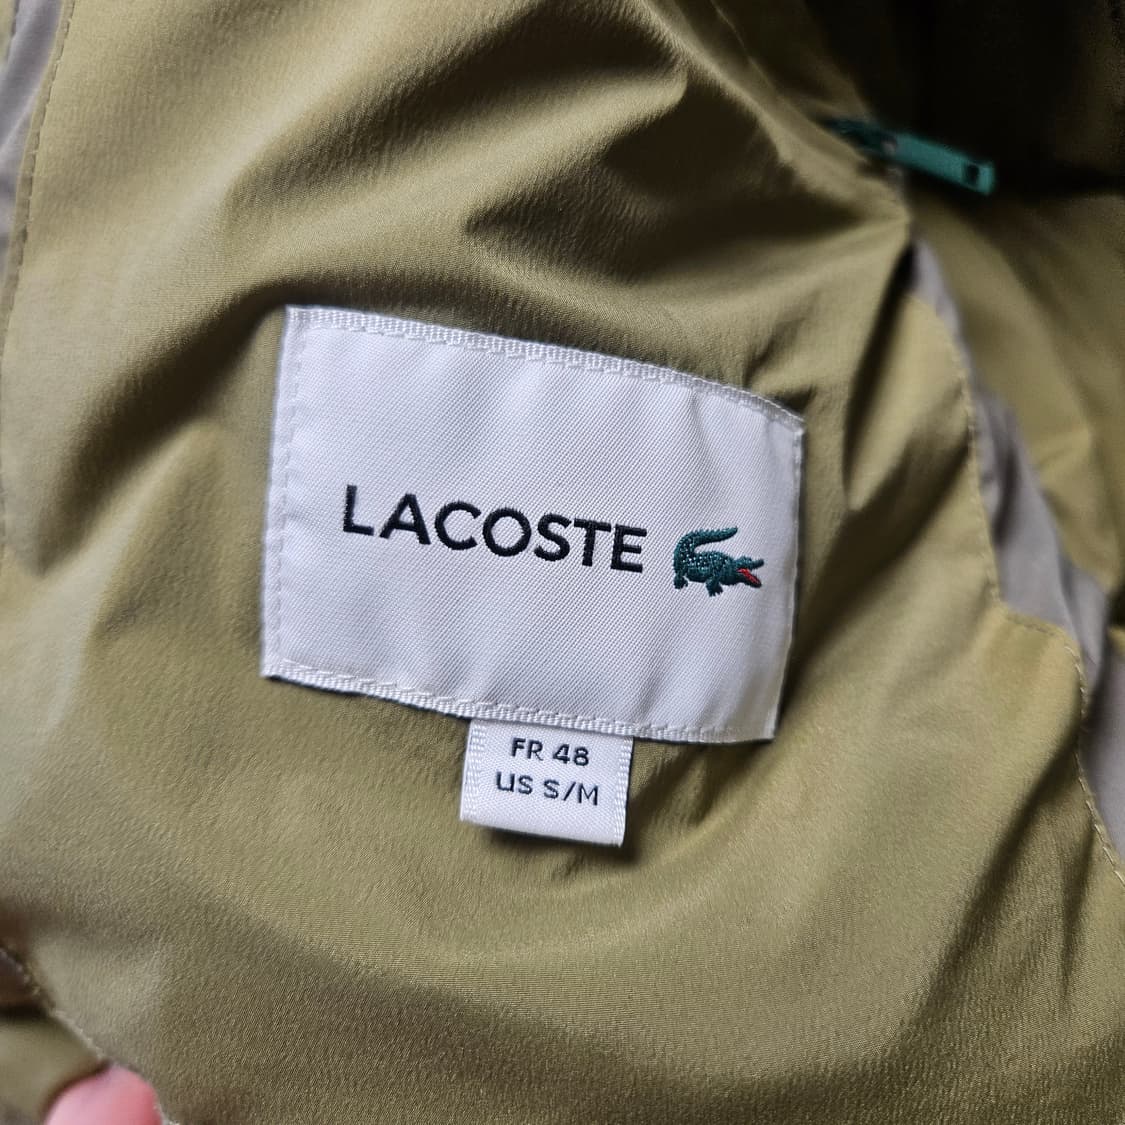 LACOSTE
FR 48
US S/M